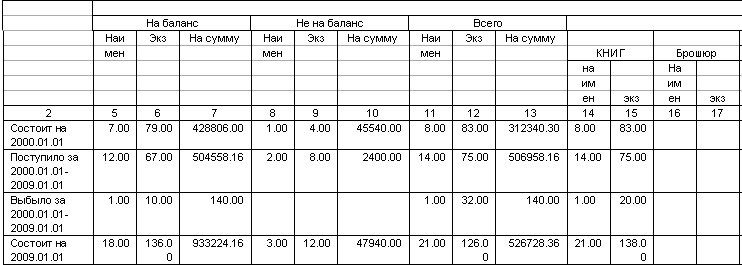 На баланс Не на баланс Всего
Наи Экз На сумму Наи Экз На сумму Наи Экз На сумму
мен мен мен
КНИГ Брошюр
на На
им им
ен экз ен экз
2 5 6 7 8 9 10 11 12 13 14 15 16 17
Состоит на 7.00 79.00 428806.00 1.00 4.00 45540.00 8.00 83.00 312340.30 8.00 83.00
2000.01.01
Поступило за 12.00 67.00 504558.16 2.00 8.00 2400.00 14.00 75.00 506958.16 14.00 75.00
2000.01.01-
2009.01.01
Выбыло за 1.00 10.00 140.00 1.00 32.00 140.00 1.00 20.00
2000.01.01-
2009.01.01
Состоит на 18.00 136.0 933224.16 3.00 12.00 47940.00 21.00 126.0 526728.36 21.00 138.0
2009.01.01 0 0 0